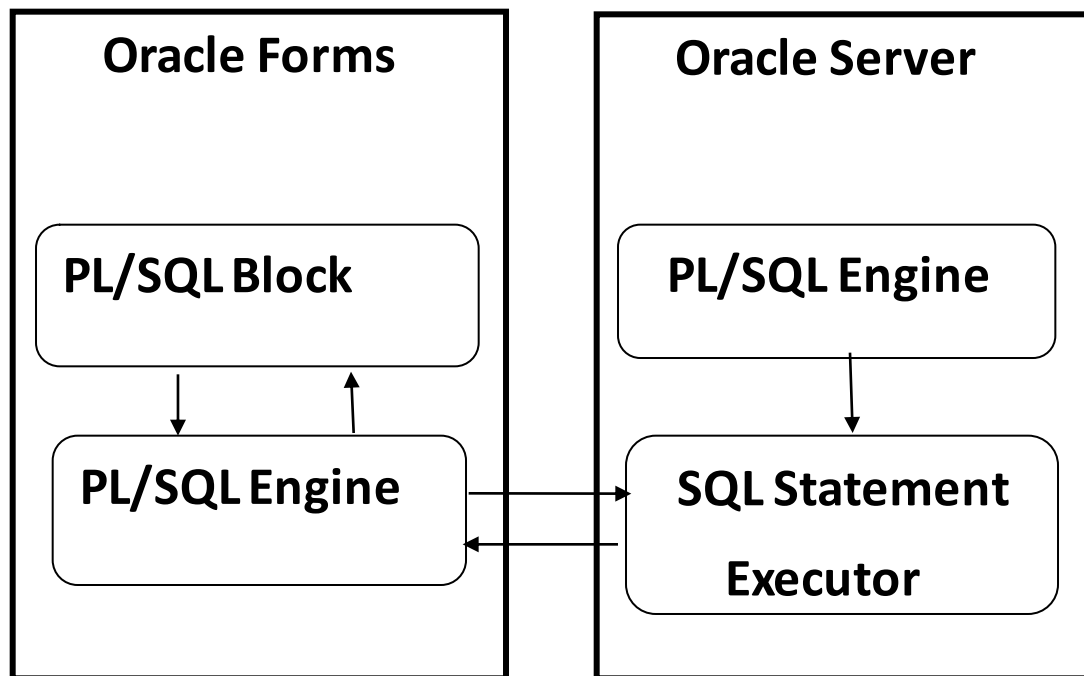 Oracle Forms
PL/SQL Block
PL/SQL Engine
Oracle Server
PL/SQL Engine
SQL Statement
Executor